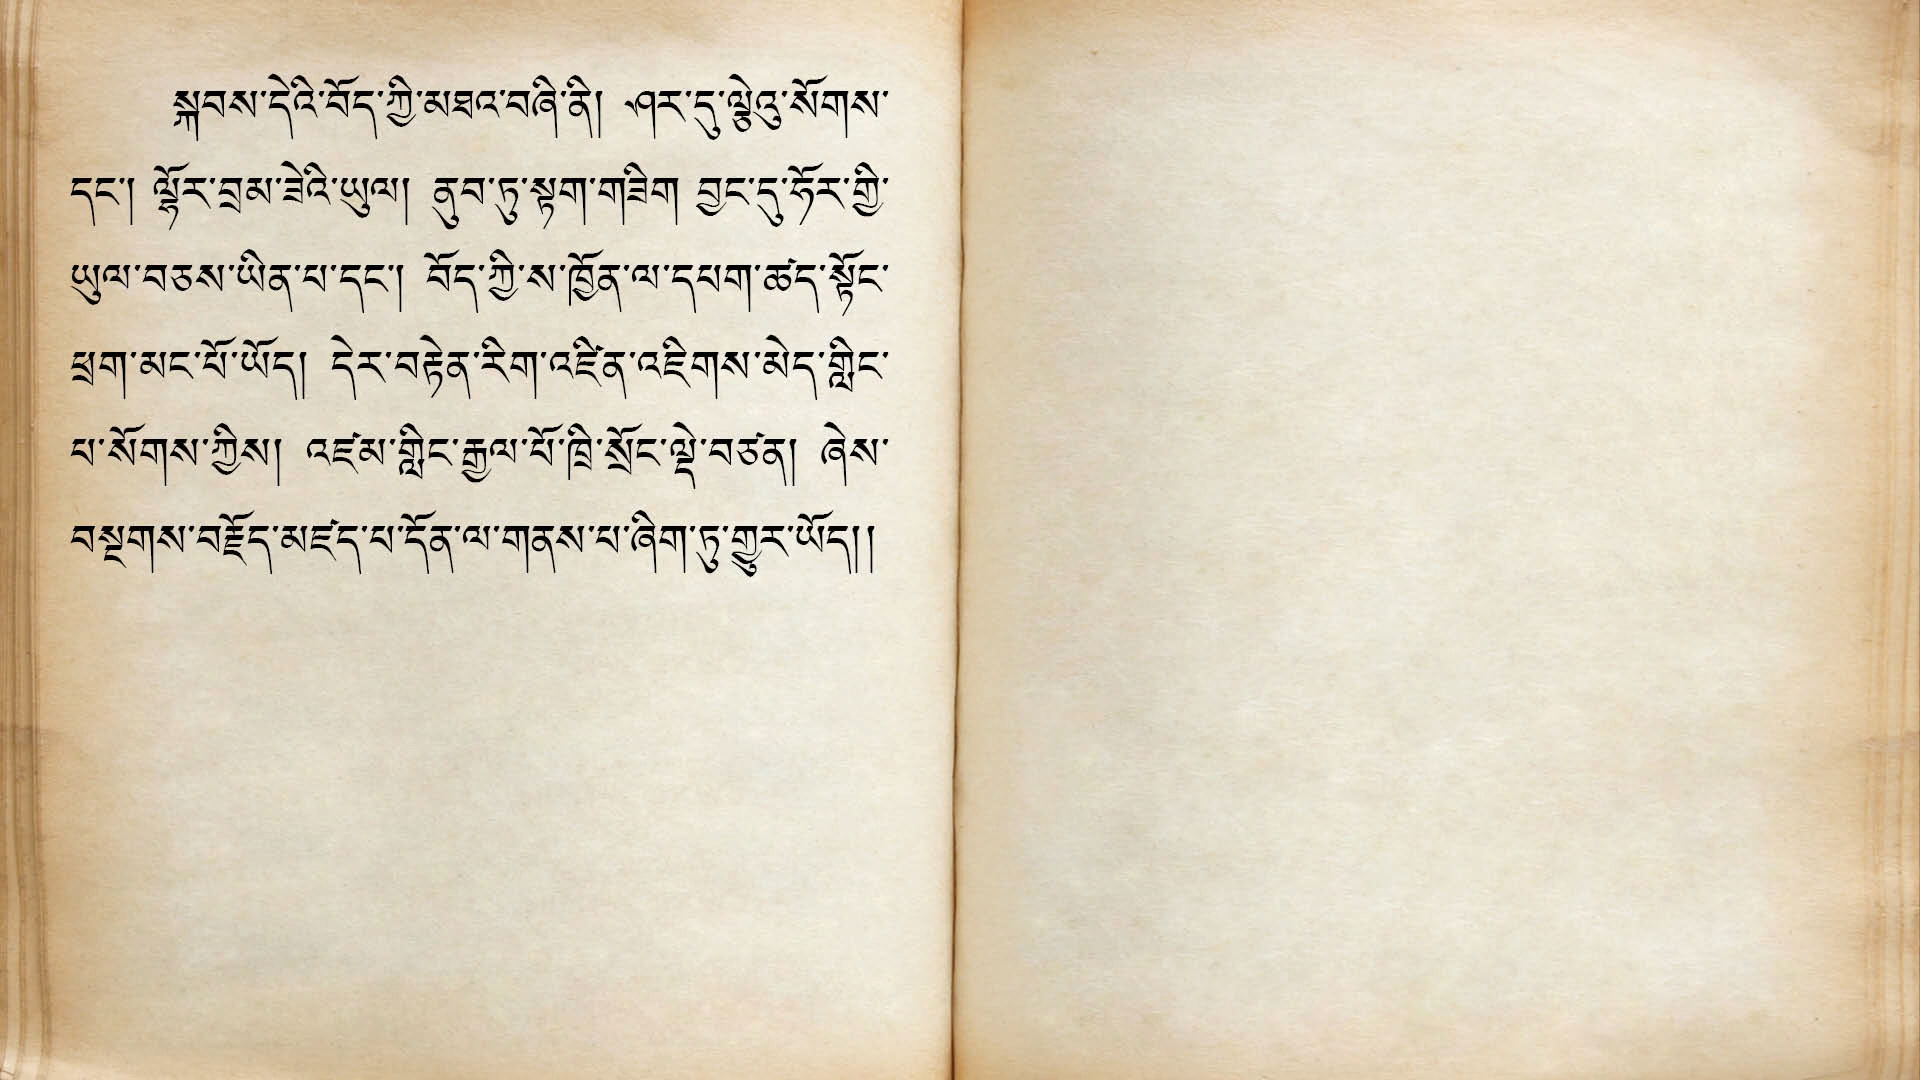 སྐབས་དེའི་བོད་ཀྱི་མཐའ་བཞི་ནི། ཤར་དུ་ལྕེའུ་སོགས་
དང་། ལྷོར་བྲམ་ཟེའི་ཡུལ། ནུབ་ཏུ་སྟག་གཟིག བྱང་དུ་ཧོར་གྱི་
ཡུལ་བཅས་ཡིན་པ་དང་། བོད་ཀྱི་ས་ཁྱོན་ལ་དཔག་ཚད་སྟོང་
ཕྲག་མང་པོ་ཡོད། དེར་བརྟེན་རིག་འཛིན་འཇིགས་མེད་གླིང་
པ་སོགས་ཀྱིས། འཛམ་གླིང་རྒྱལ་པོ་ཁྲི་སྲོང་ལྡེ་བཙན། ཞེས་
བསྔགས་བརྗོད་མཛད་པ་དོན་ལ་གནས་པ་ཞིག་ཏུ་གྱུར་ཡོད།།